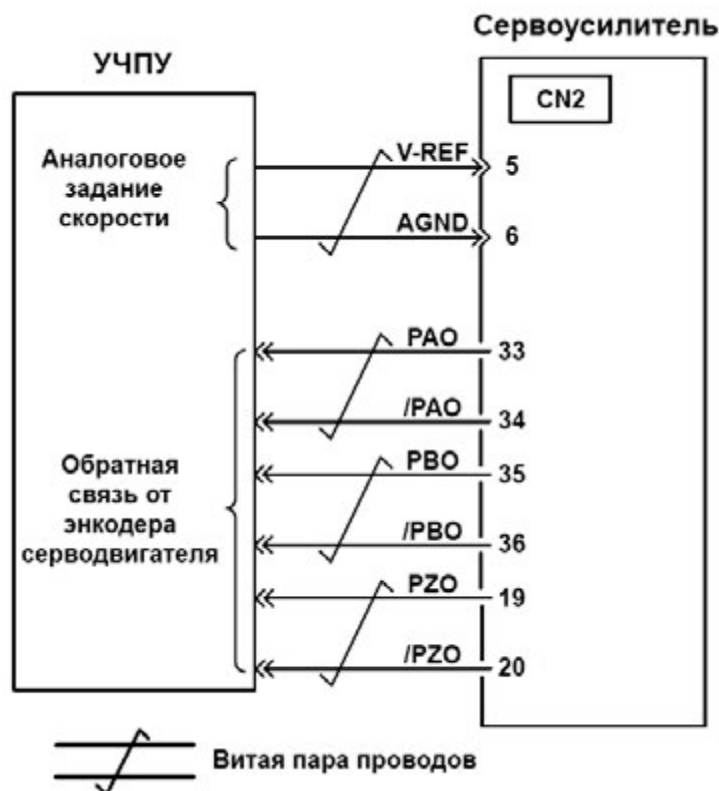 Сервоусилитель
УЧПУ
CN2
Аналоговое
задание
скорости
V-REF 5
AGND 6
PAO 33
/PAO 34
PBO 35
/PBO 36
PZO 19
/PZO 20
Обратная
связь от
энкодера
серводвигателя
Витая пара проводов